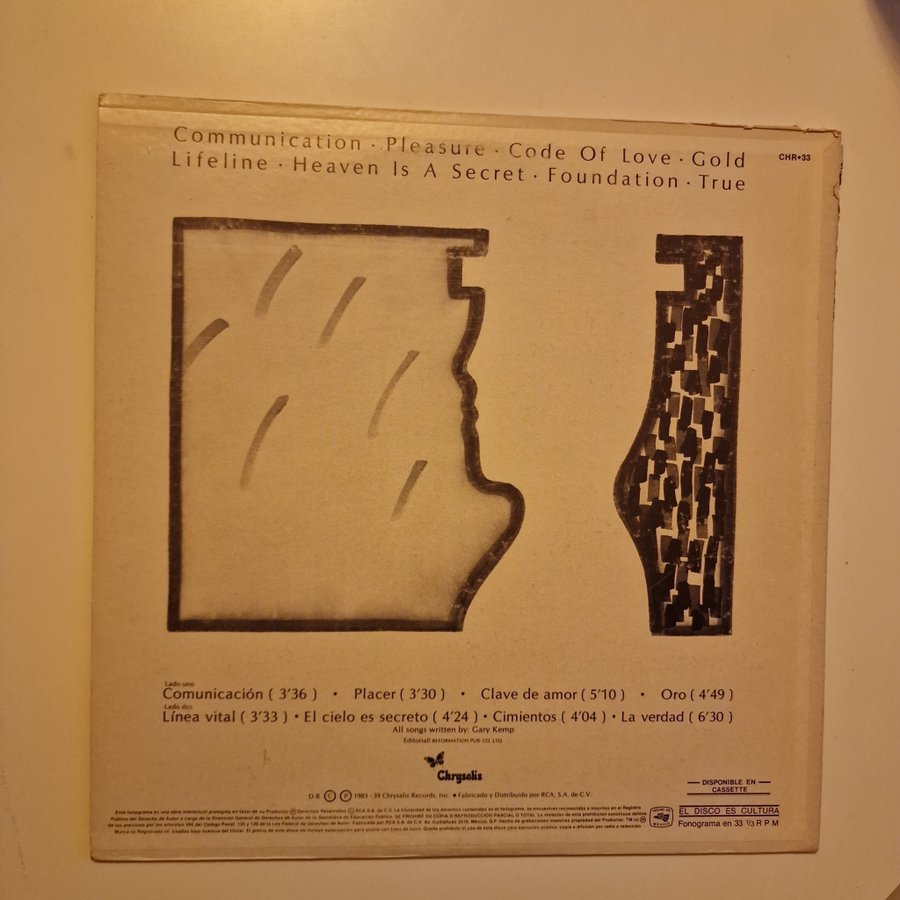 Communication · Pleasure · Code Of Love · Gold
CHR•33
Lifeline · Heaven Is A Secret · Foundation · True
Lado uno
Comunicación ( 3'36 ) • Placer ( 3'30 ) • Clave de amor ( 5'10 ) • Oro ( 4'49 )
Lado dos
Línea vital ( 3'33 ) • El cielo es secreto ( 4'24 ) • Cimientos ( 4'04 ) • La verdad ( 6'30 )
All songs written by: Gary Kemp
Editorial: REFORMATION PUB. CO. LTD.
Chrysalis
D.R. Ⓒ Ⓟ 1983 - 39 Chrysalis Records, Inc. • Fabricado y Distribuido por RCA, S.A. de C.V.
DISPONIBLE EN
CASSETTE
EL DISCO ES CULTURA
Fonograma en 33 1/3 R P M
HECHO EN
MEXICO